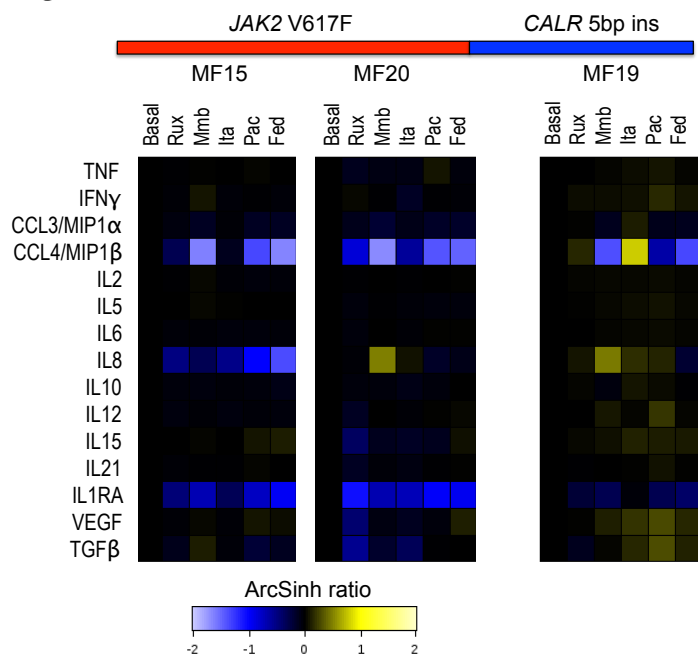 JAK2 V617F CALR 5bp ins
MF15 MF20 MF19
Basal Rux Mmb Ita Pac Fed Basal Rux Mmb Ita Pac Fed Basal Rux Mmb Ita Pac Fed
TNF
IFNγ
CCL3/MIP1α
CCL4/MIP1β
IL2
IL5
IL6
IL8
IL10
IL12
IL15
IL21
IL1RA
VEGF
TGFβ
ArcSinh ratio
-2 -1 0 1 2